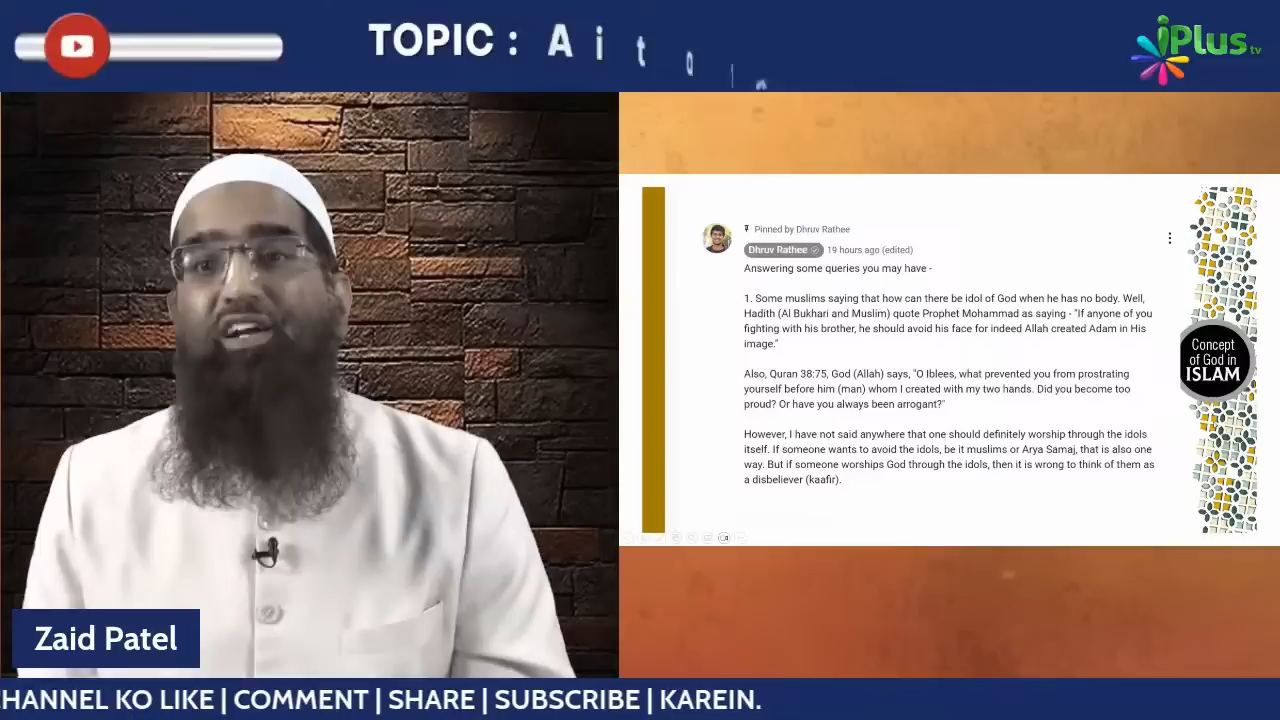 TOPIC : A i t a
iPlus tv
Pinned by Dhruv Rathee
Dhruv Rathee 19 hours ago (edited)
Answering some queries you may have -
1. Some muslims saying that how can there be idol of God when he has no body. Well,
Hadith (Al Bukhari and Muslim) quote Prophet Mohammad as saying - "If anyone of you
fighting with his brother, he should avoid his face for indeed Allah created Adam in His
image."
Also, Quran 38:75, God (Allah) says, "O Iblees, what prevented you from prostrating
yourself before him (man) whom I created with my two hands. Did you become too
proud? Or have you always been arrogant?"
However, I have not said anywhere that one should definitely worship through the idols
itself. If someone wants to avoid the idols, be it muslims or Arya Samaj, that is also one
way. But if someone worships God through the idols, then it is wrong to think of them as
a disbeliever (kaafir).
Concept
of God in
ISLAM
Zaid Patel
HANNEL KO LIKE | COMMENT | SHARE | SUBSCRIBE | KAREIN.